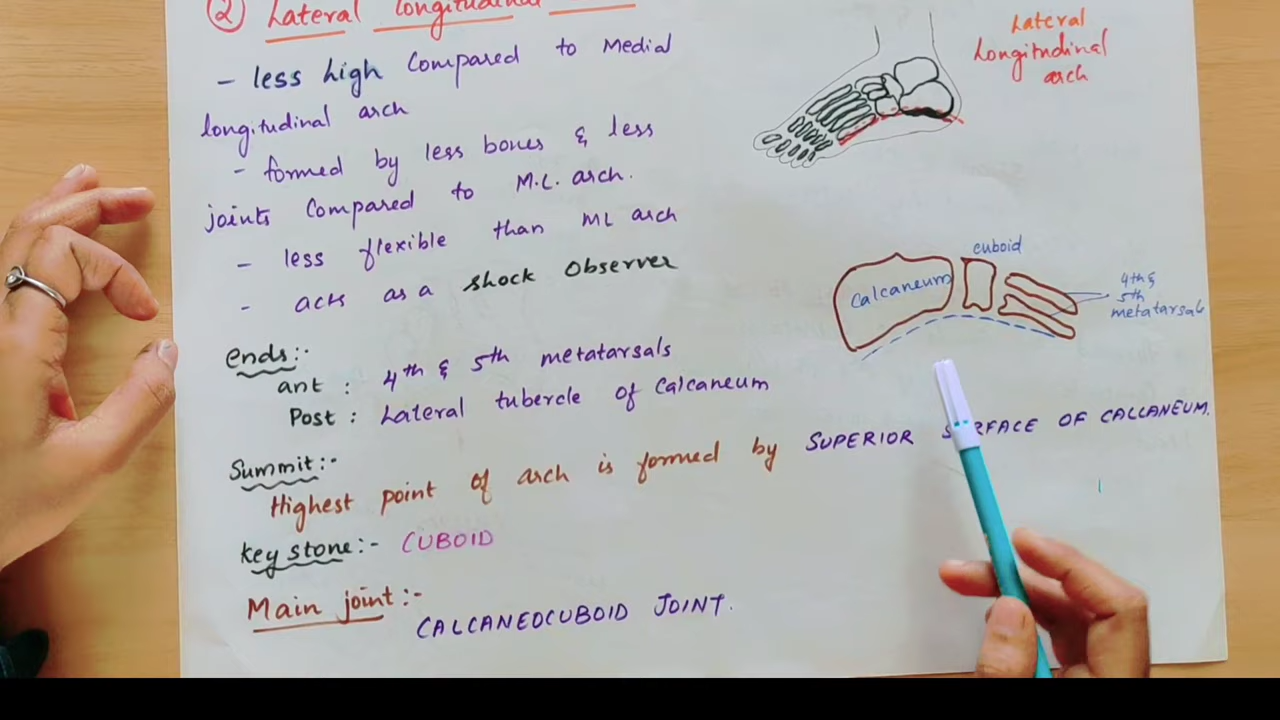 ② Lateral longitudinal
- less high Compared to Medial
longitudinal arch
- formed by less bones & less
joints Compared to M.L. arch.
- less flexible than ML arch
- acts as a shock Observer
ends:-
ant : 4th & 5th metatarsals
Post : Lateral tubercle of Calcaneum
Summit:-
Highest point of arch is formed by SUPERIOR SURFACE OF CALCANEUM.
key stone:- CUBOID
Main joint:-
CALCANEOCUBOID JOINT.
Lateral
Longitudinal
arch
cuboid
Calcaneum
4th &
5th
metatarsals